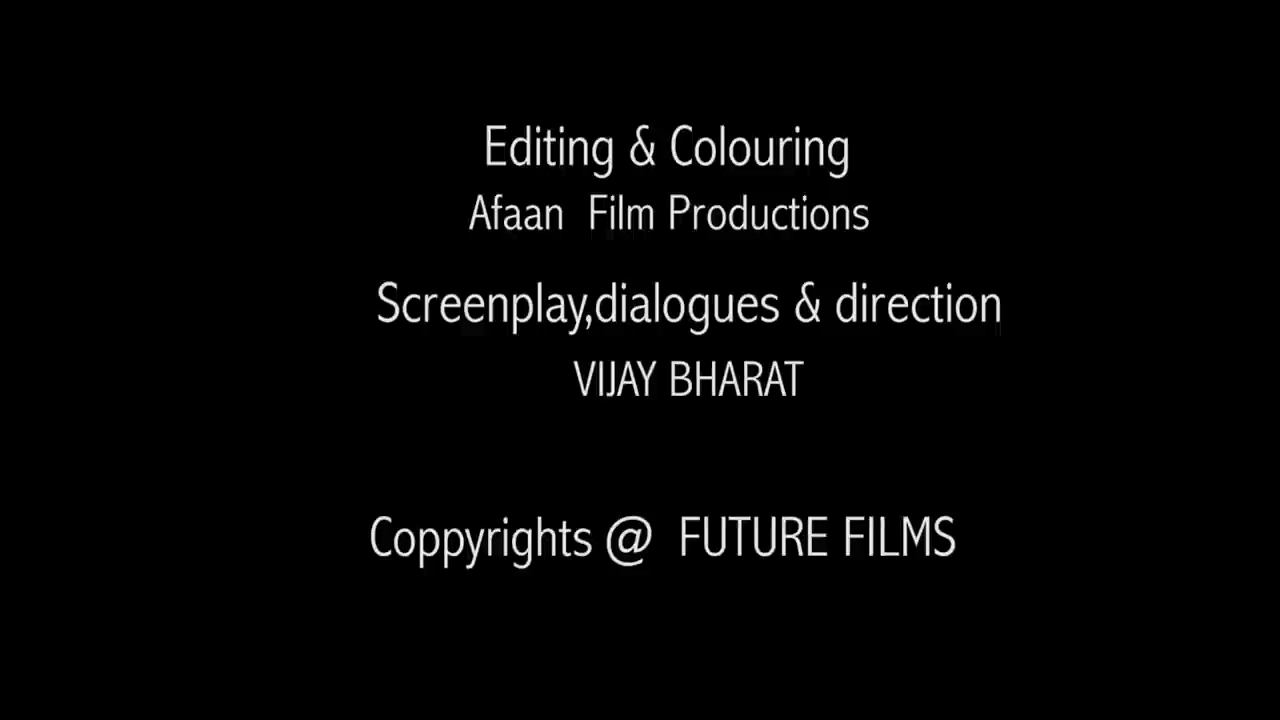 Editing & Colouring
Afaan Film Productions
Screenplay,dialogues & direction
VIJAY BHARAT
Coppyrights @ FUTURE FILMS